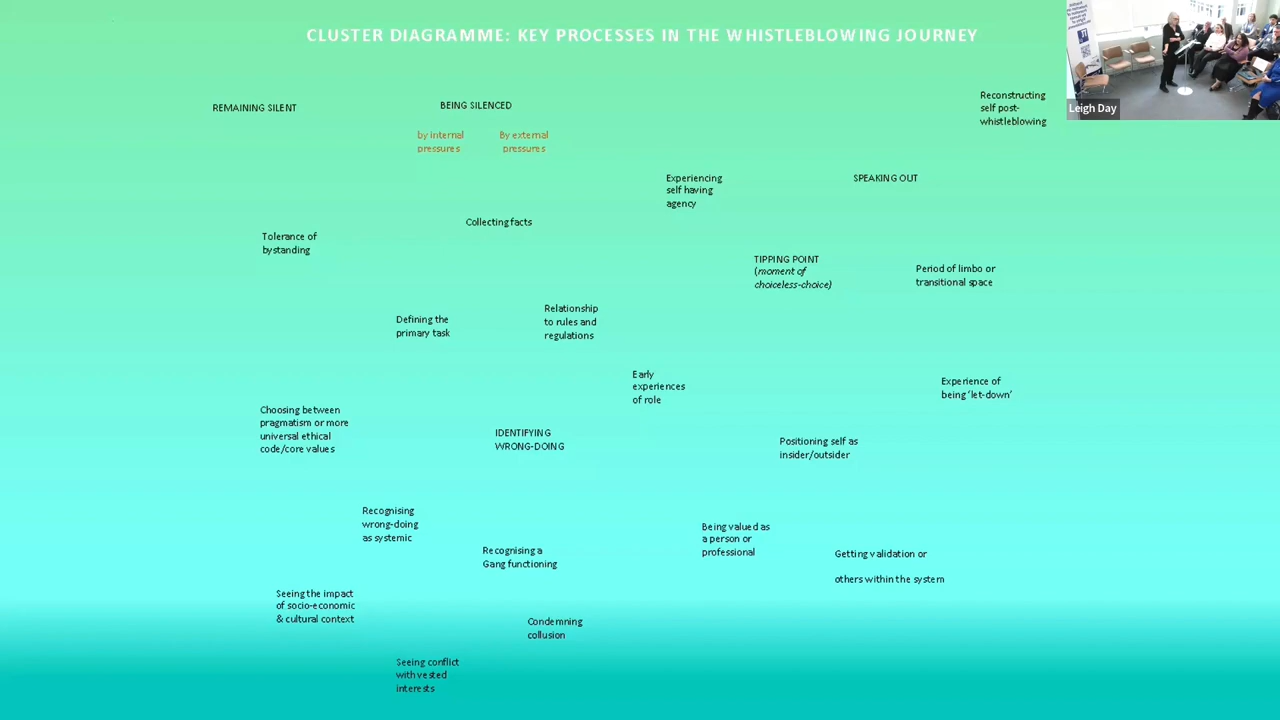 CLUSTER DIAGRAMME: KEY PROCESSES IN THE WHISTLEBLOWING JOURNEY
Leigh Day
REMAINING SILENT
BEING SILENCED
by internal
pressures
By external
pressures
Reconstructing
self post-
whistleblowing
Experiencing
self having
agency
SPEAKING OUT
Collecting facts
Tolerance of
bystanding
TIPPING POINT
(moment of
choiceless-choice)
Period of limbo or
transitional space
Defining the
primary task
Relationship
to rules and
regulations
Early
experiences
of role
Experience of
being ‘let-down’
Choosing between
pragmatism or more
universal ethical
code/core values
IDENTIFYING
WRONG-DOING
Positioning self as
insider/outsider
Recognising
wrong-doing
as systemic
Recognising a
Gang functioning
Being valued as
a person or
professional
Getting validation or
others within the system
Seeing the impact
of socio-economic
& cultural context
Condemning
collusion
Seeing conflict
with vested
interests